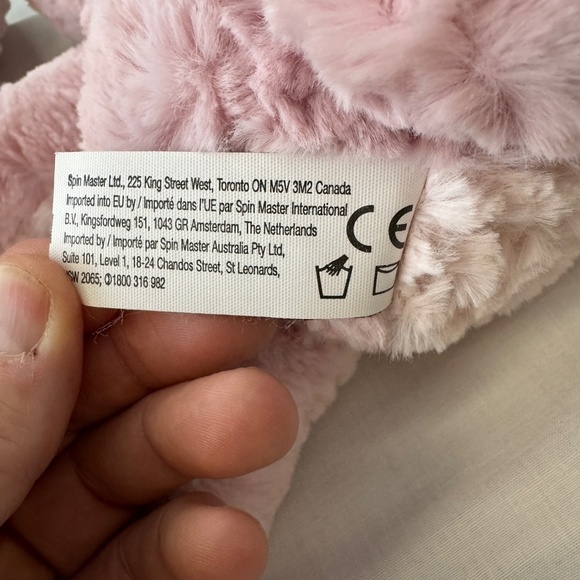 Spin Master Ltd., 225 King Street West, Toronto ON M5V 3M2 Canada
Imported into EU by / Importé dans l'UE par Spin Master International
B.V., Kingsfordweg 151, 1043 GR Amsterdam, The Netherlands
Imported by / Importé par Spin Master Australia Pty Ltd,
Suite 101, Level 1, 18-24 Chandos Street, St Leonards,
NSW 2065; ✆1800 316 982
CE